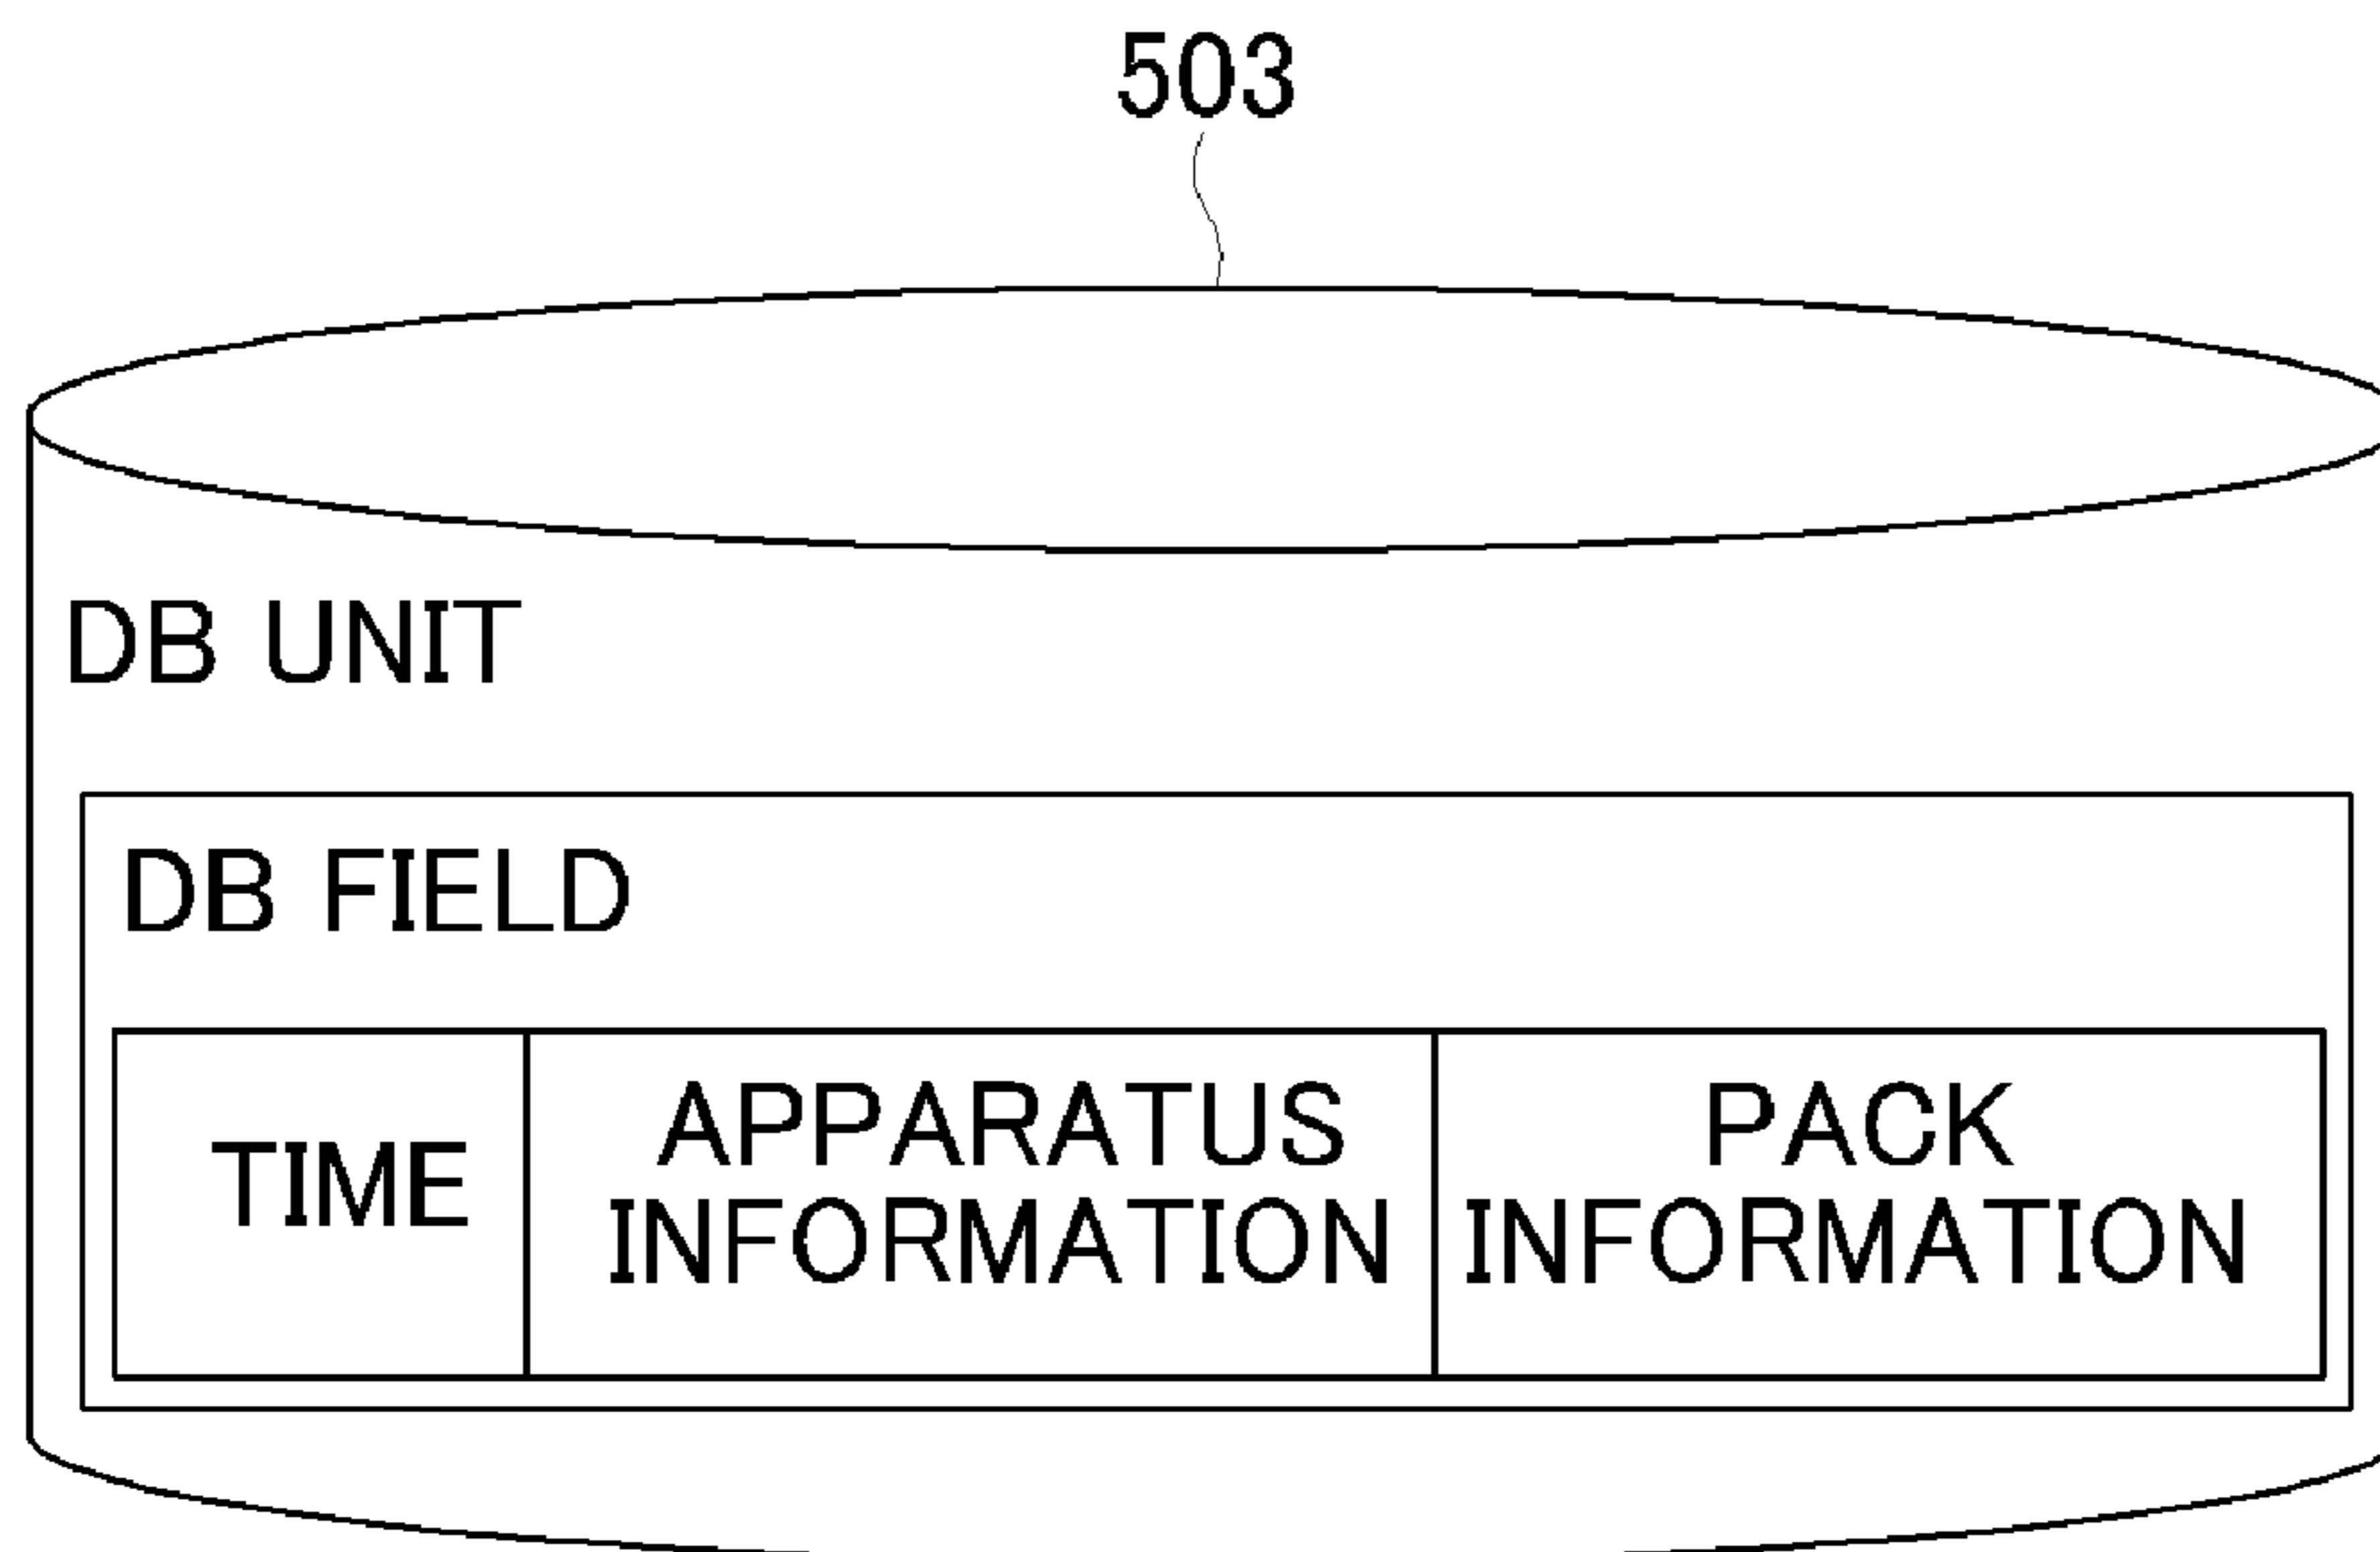 503
DB UNIT
DB FIELD
TIME
APPARATUS
INFORMATION
PACK
INFORMATION